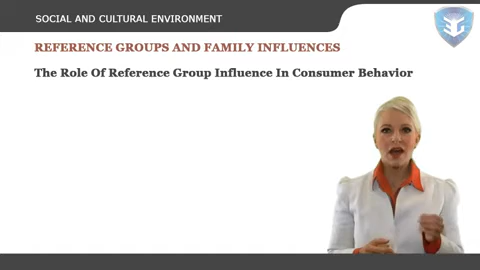 SOCIAL AND CULTURAL ENVIRONMENT
REFERENCE GROUPS AND FAMILY INFLUENCES
The Role Of Reference Group Influence In Consumer Behavior